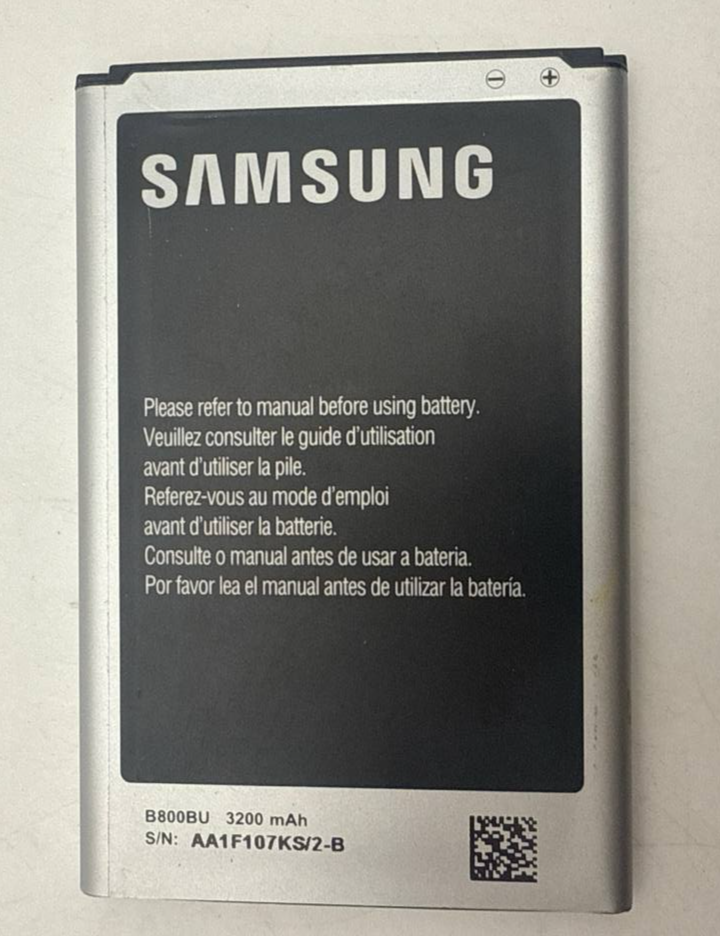 SAMSUNG
Please refer to manual before using battery.
Veuillez consulter le guide d'utilisation
avant d'utiliser la pile.
Referez-vous au mode d'emploi
avant d'utiliser la batterie.
Consulte o manual antes de usar a bateria.
Por favor lea el manual antes de utilizar la batería.
B800BU 3200 mAh
S/N: AA1F107KS/2-B